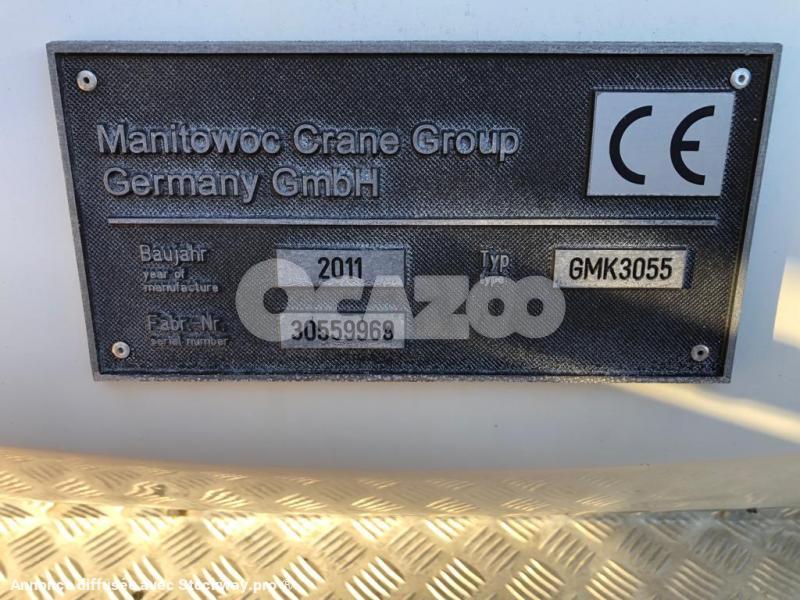 Manitowoc Crane Group
Germany GmbH
CE
Baujahr
year of
manufacture
2011
Typ
type
GMK3055
Fabr.-Nr.
serial number
30559969
OCAZOO
Annonce diffusée avec Stockway.pro®